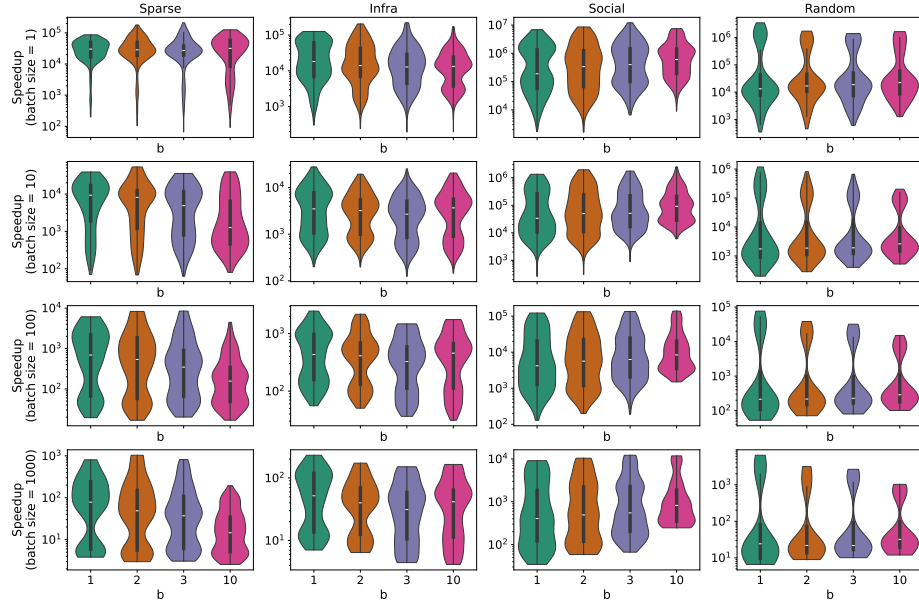 Sparse Infra Social Random
Speedup
(batch size = 1)
10^5 10^4 10^3 10^2
10^5 10^4 10^3
10^7 10^6 10^5 10^4
10^6 10^5 10^4 10^3
b b b b
Speedup
(batch size = 10)
10^4 10^3 10^2
10^4 10^3 10^2
10^6 10^5 10^4 10^3
10^6 10^5 10^4 10^3
b b b b
Speedup
(batch size = 100)
10^4 10^3 10^2
10^3 10^2
10^5 10^4 10^3 10^2
10^5 10^4 10^3 10^2
b b b b
Speedup
(batch size = 1000)
10^3 10^2 10^1
10^2 10^1
10^4 10^3 10^2
10^4 10^3 10^2 10^1
1 2 3 10 1 2 3 10 1 2 3 10 1 2 3 10
b b b b